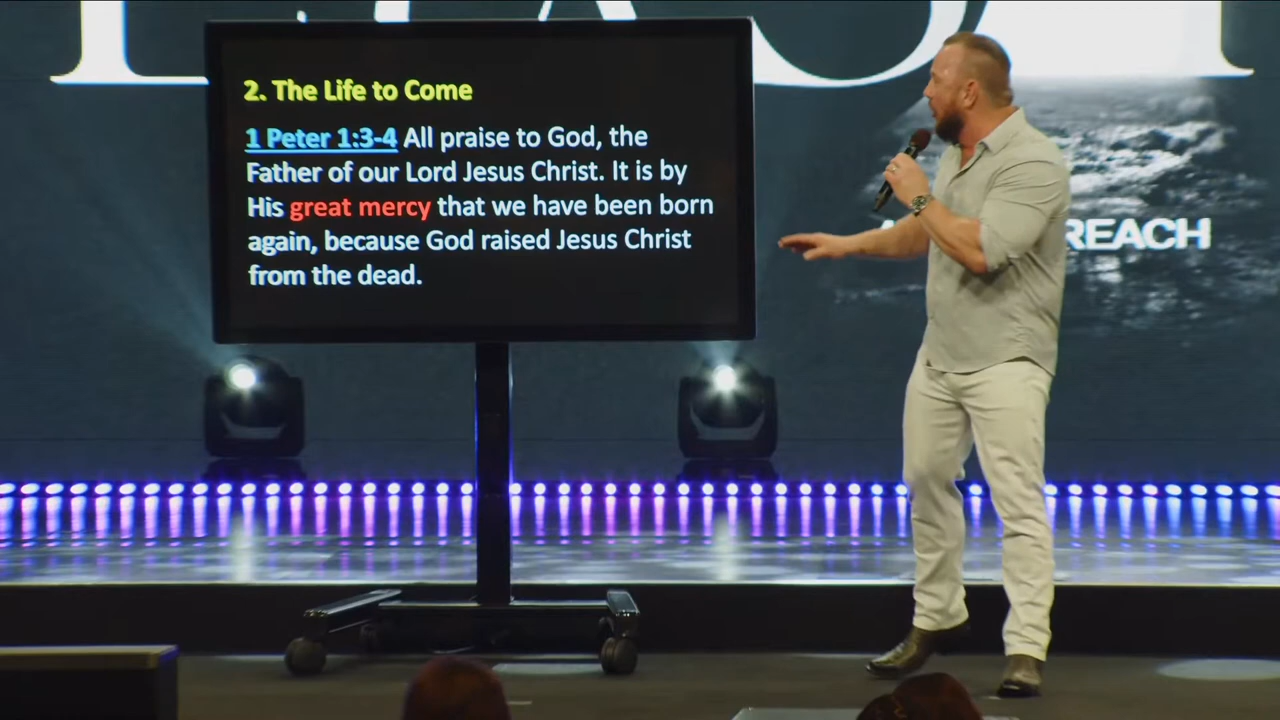 2. The Life to Come
1 Peter 1:3-4 All praise to God, the
Father of our Lord Jesus Christ. It is by
His great mercy that we have been born
again, because God raised Jesus Christ
from the dead.
REACH